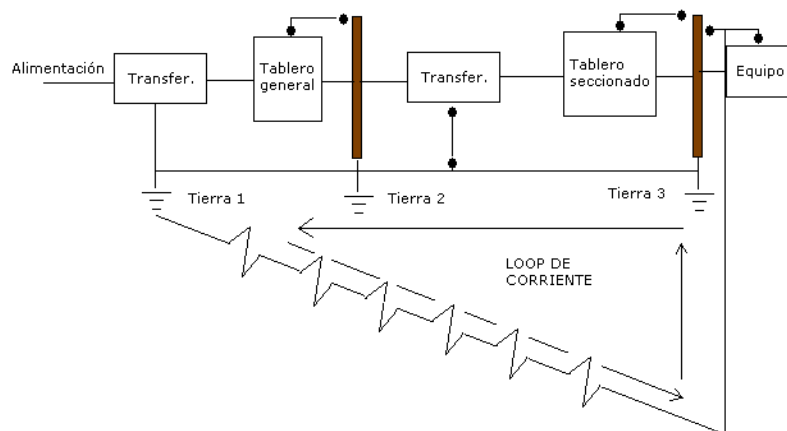 Alimentación
Transfer.
Tablero
general
Transfer.
Tablero
seccionado
Equipo
Tierra 1
Tierra 2
Tierra 3
LOOP DE
CORRIENTE